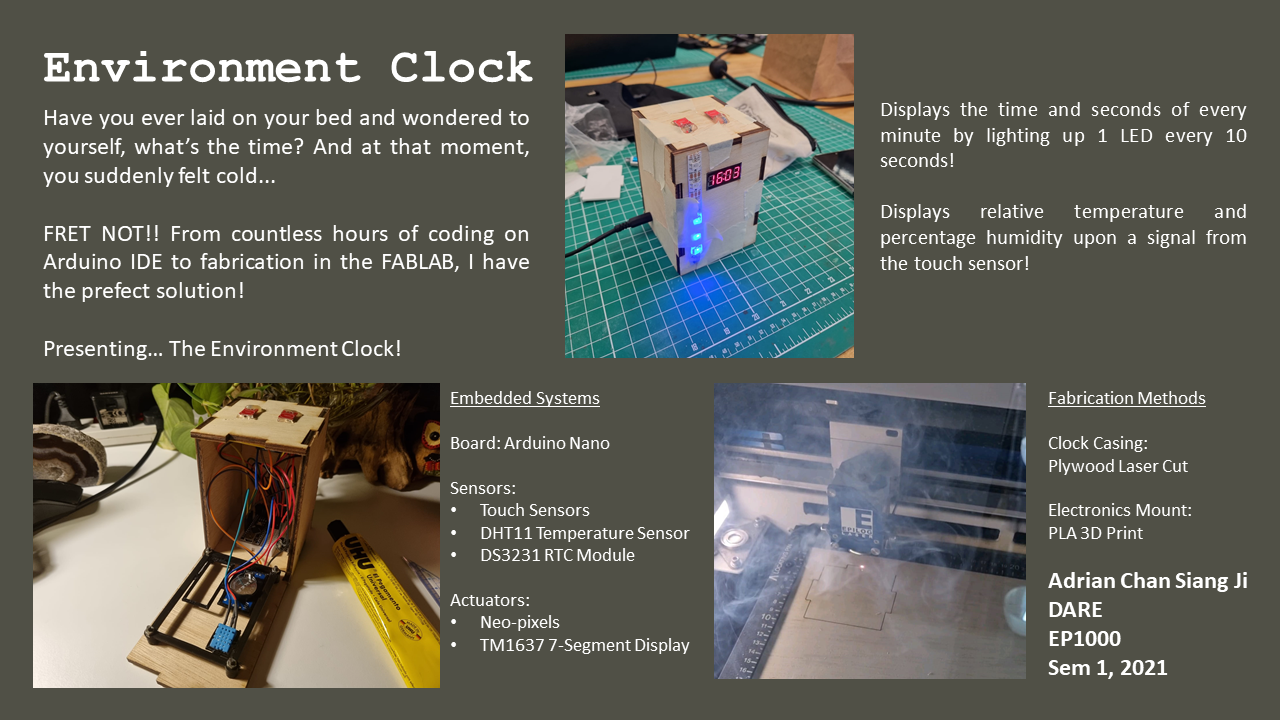 Environment Clock
Have you ever laid on your bed and wondered to
yourself, what’s the time? And at that moment,
you suddenly felt cold...
FRET NOT!! From countless hours of coding on
Arduino IDE to fabrication in the FABLAB, I have
the prefect solution!
Presenting... The Environment Clock!
16:03
Displays the time and seconds of every
minute by lighting up 1 LED every 10
seconds!
Displays relative temperature and
percentage humidity upon a signal from
the touch sensor!
UHU
El Pegamento
Universal
Embedded Systems
Board: Arduino Nano
Sensors:
• Touch Sensors
• DHT11 Temperature Sensor
• DS3231 RTC Module
Actuators:
• Neo-pixels
• TM1637 7-Segment Display
E
EPILOG
Fabrication Methods
Clock Casing:
Plywood Laser Cut
Electronics Mount:
PLA 3D Print
Adrian Chan Siang Ji
DARE
EP1000
Sem 1, 2021